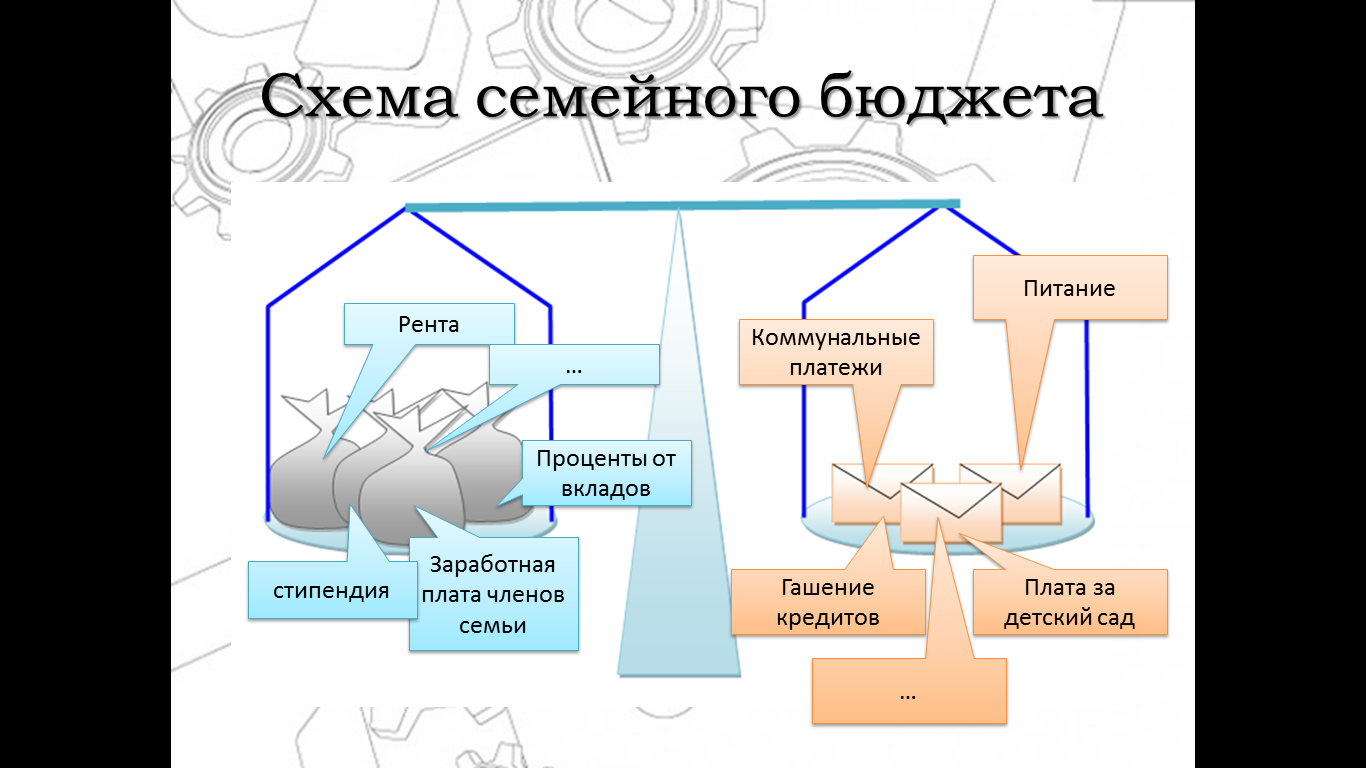 Схема семейного бюджета
Рента
...
Проценты от
вкладов
стипендия
Заработная
плата членов
семьи
Питание
Коммунальные
платежи
Гашение
кредитов
Плата за
детский сад
...